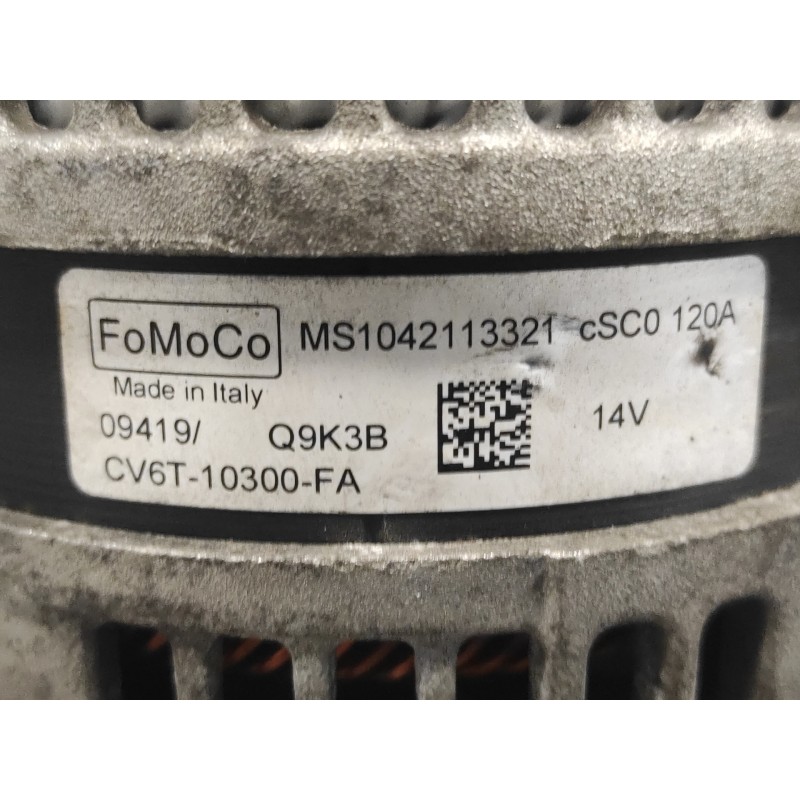 FoMoCo MS1042113321 cSC0 120A
Made in Italy
09419/ Q9K3B 14V
CV6T-10300-FA